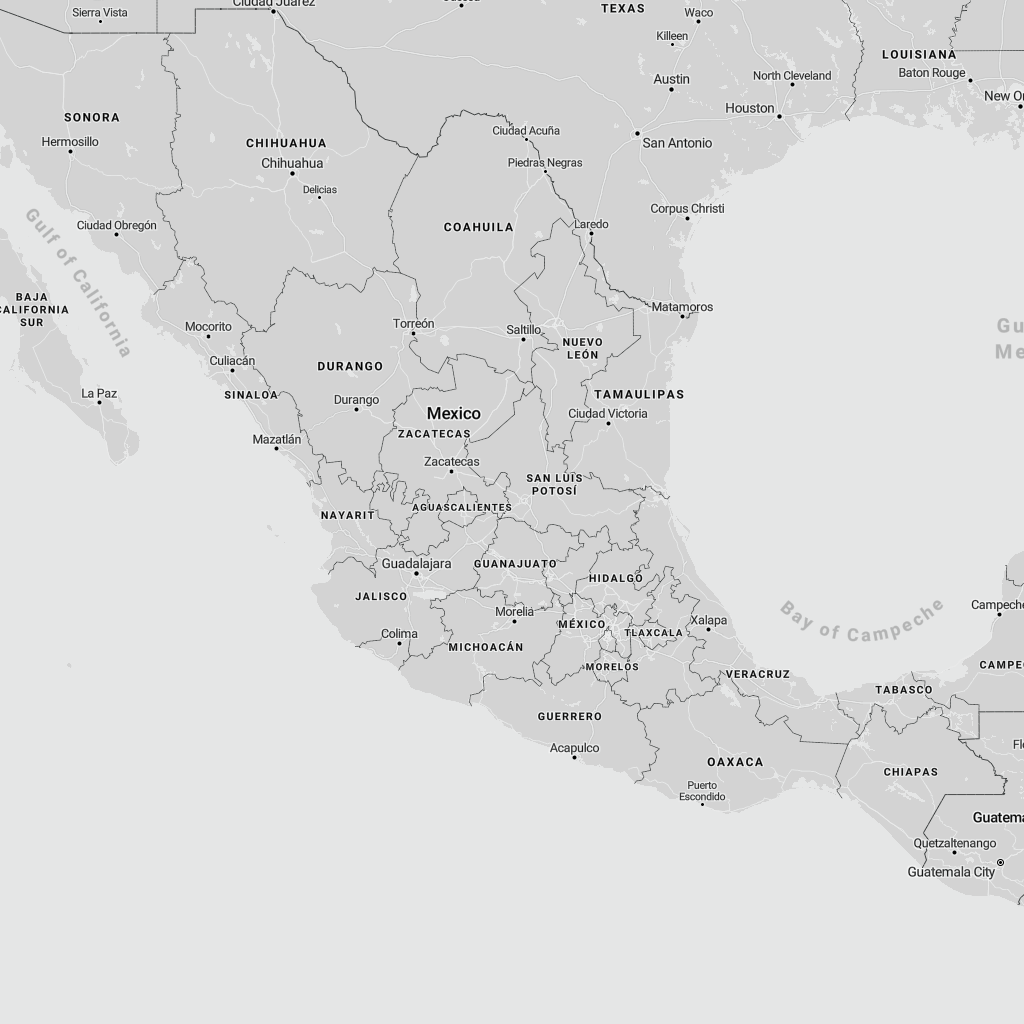 Ciudad Juárez
TEXAS
Sierra Vista
Waco
Killeen
LOUISIANA
Baton Rouge
Austin
North Cleveland
New Or
Houston
SONORA
Hermosillo
CHIHUAHUA
Chihuahua
Ciudad Acuña
San Antonio
Piedras Negras
Delicias
Corpus Christi
Gulf of California
Ciudad Obregón
COAHUILA
Laredo
BAJA
CALIFORNIA
SUR
Matamoros
Mocorito
Torreón
Saltillo
Gu
Me
NUEVO
LEÓN
Culiacán
DURANGO
La Paz
SINALOA
Durango
TAMAULIPAS
Mexico
Ciudad Victoria
ZACATECAS
Mazatlán
Zacatecas
SAN LUIS
POTOSÍ
NAYARIT
AGUASCALIENTES
Guadalajara
GUANAJUATO
HIDALGO
JALISCO
Morelia
Bay of Campeche
Campeche
MÉXICO
TLAXCALA
Xalapa
Colima
MICHOACÁN
MORELOS
VERACRUZ
CAMPEC
TABASCO
GUERRERO
Acapulco
OAXACA
Flo
CHIAPAS
Puerto
Escondido
Guatema
Quetzaltenango
Guatemala City